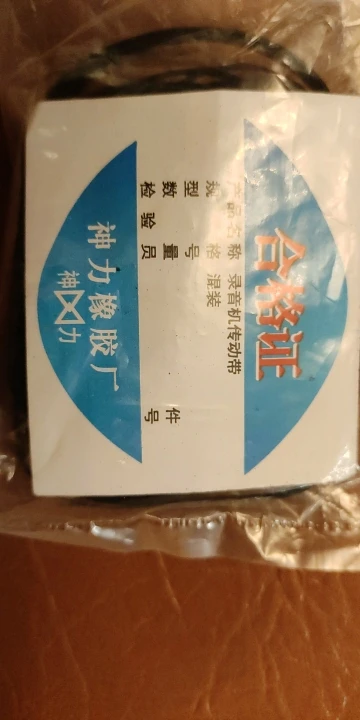 合格证
产品名称 录音机传动带
规格 混装
型号
数量 件
检验员 号
神力橡胶厂
神力